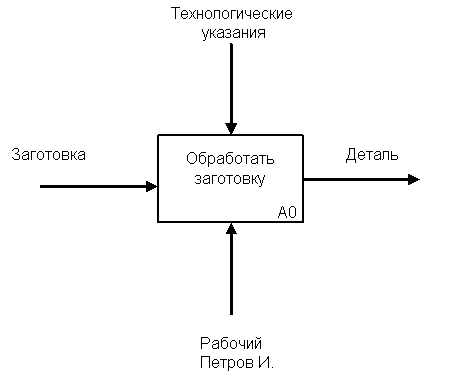 Технологические
указания
Заготовка
Обработать
заготовку
Деталь
А0
Рабочий
Петров И.